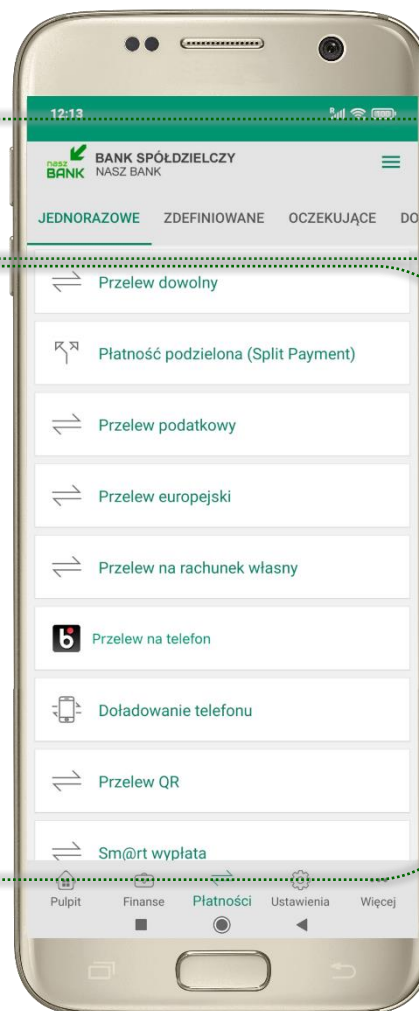 12:13
nasz BANK
BANK SPÓŁDZIELCZY
NASZ BANK
JEDNORAZOWE ZDEFINIOWANE OCZEKUJĄCE DO
Przelew dowolny
Płatność podzielona (Split Payment)
Przelew podatkowy
Przelew europejski
Przelew na rachunek własny
Przelew na telefon
Doładowanie telefonu
Przelew QR
Sm@rt wypłata
Pulpit Finanse Płatności Ustawienia Więcej